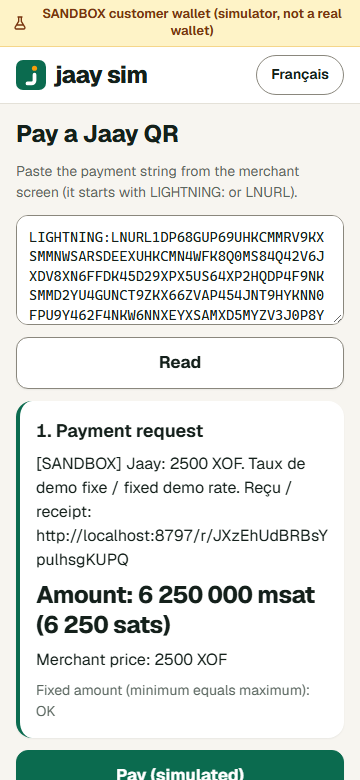 SANDBOX customer wallet (simulator, not a real
wallet)
jaay sim
Français
Pay a Jaay QR
Paste the payment string from the merchant
screen (it starts with LIGHTNING: or LNURL).
LIGHTNING:LNURL1DP68GUP69UHKCMMRV9KX
SMMNWSARSDEEXUHKCMN4WFK8Q0MS84Q42V6J
XDV8XN6FFDK45D29XPX5US64XP2HQDP4F9NK
SMMD2YU4GUNCT9ZKX66ZVAP454JNT9HYKNN0
FPU9Y462F4NKW6NNXEYXSAMXD5MYZV3J0P8Y
Read
1. Payment request
[SANDBOX] Jaay: 2500 XOF. Taux de
demo fixe / fixed demo rate. Reçu /
receipt:
http://localhost:8797/r/JXzEhUdBRBsY
pulhsgKUPQ
Amount: 6 250 000 msat
(6 250 sats)
Merchant price: 2500 XOF
Fixed amount (minimum equals maximum):
OK
Pay (simulated)